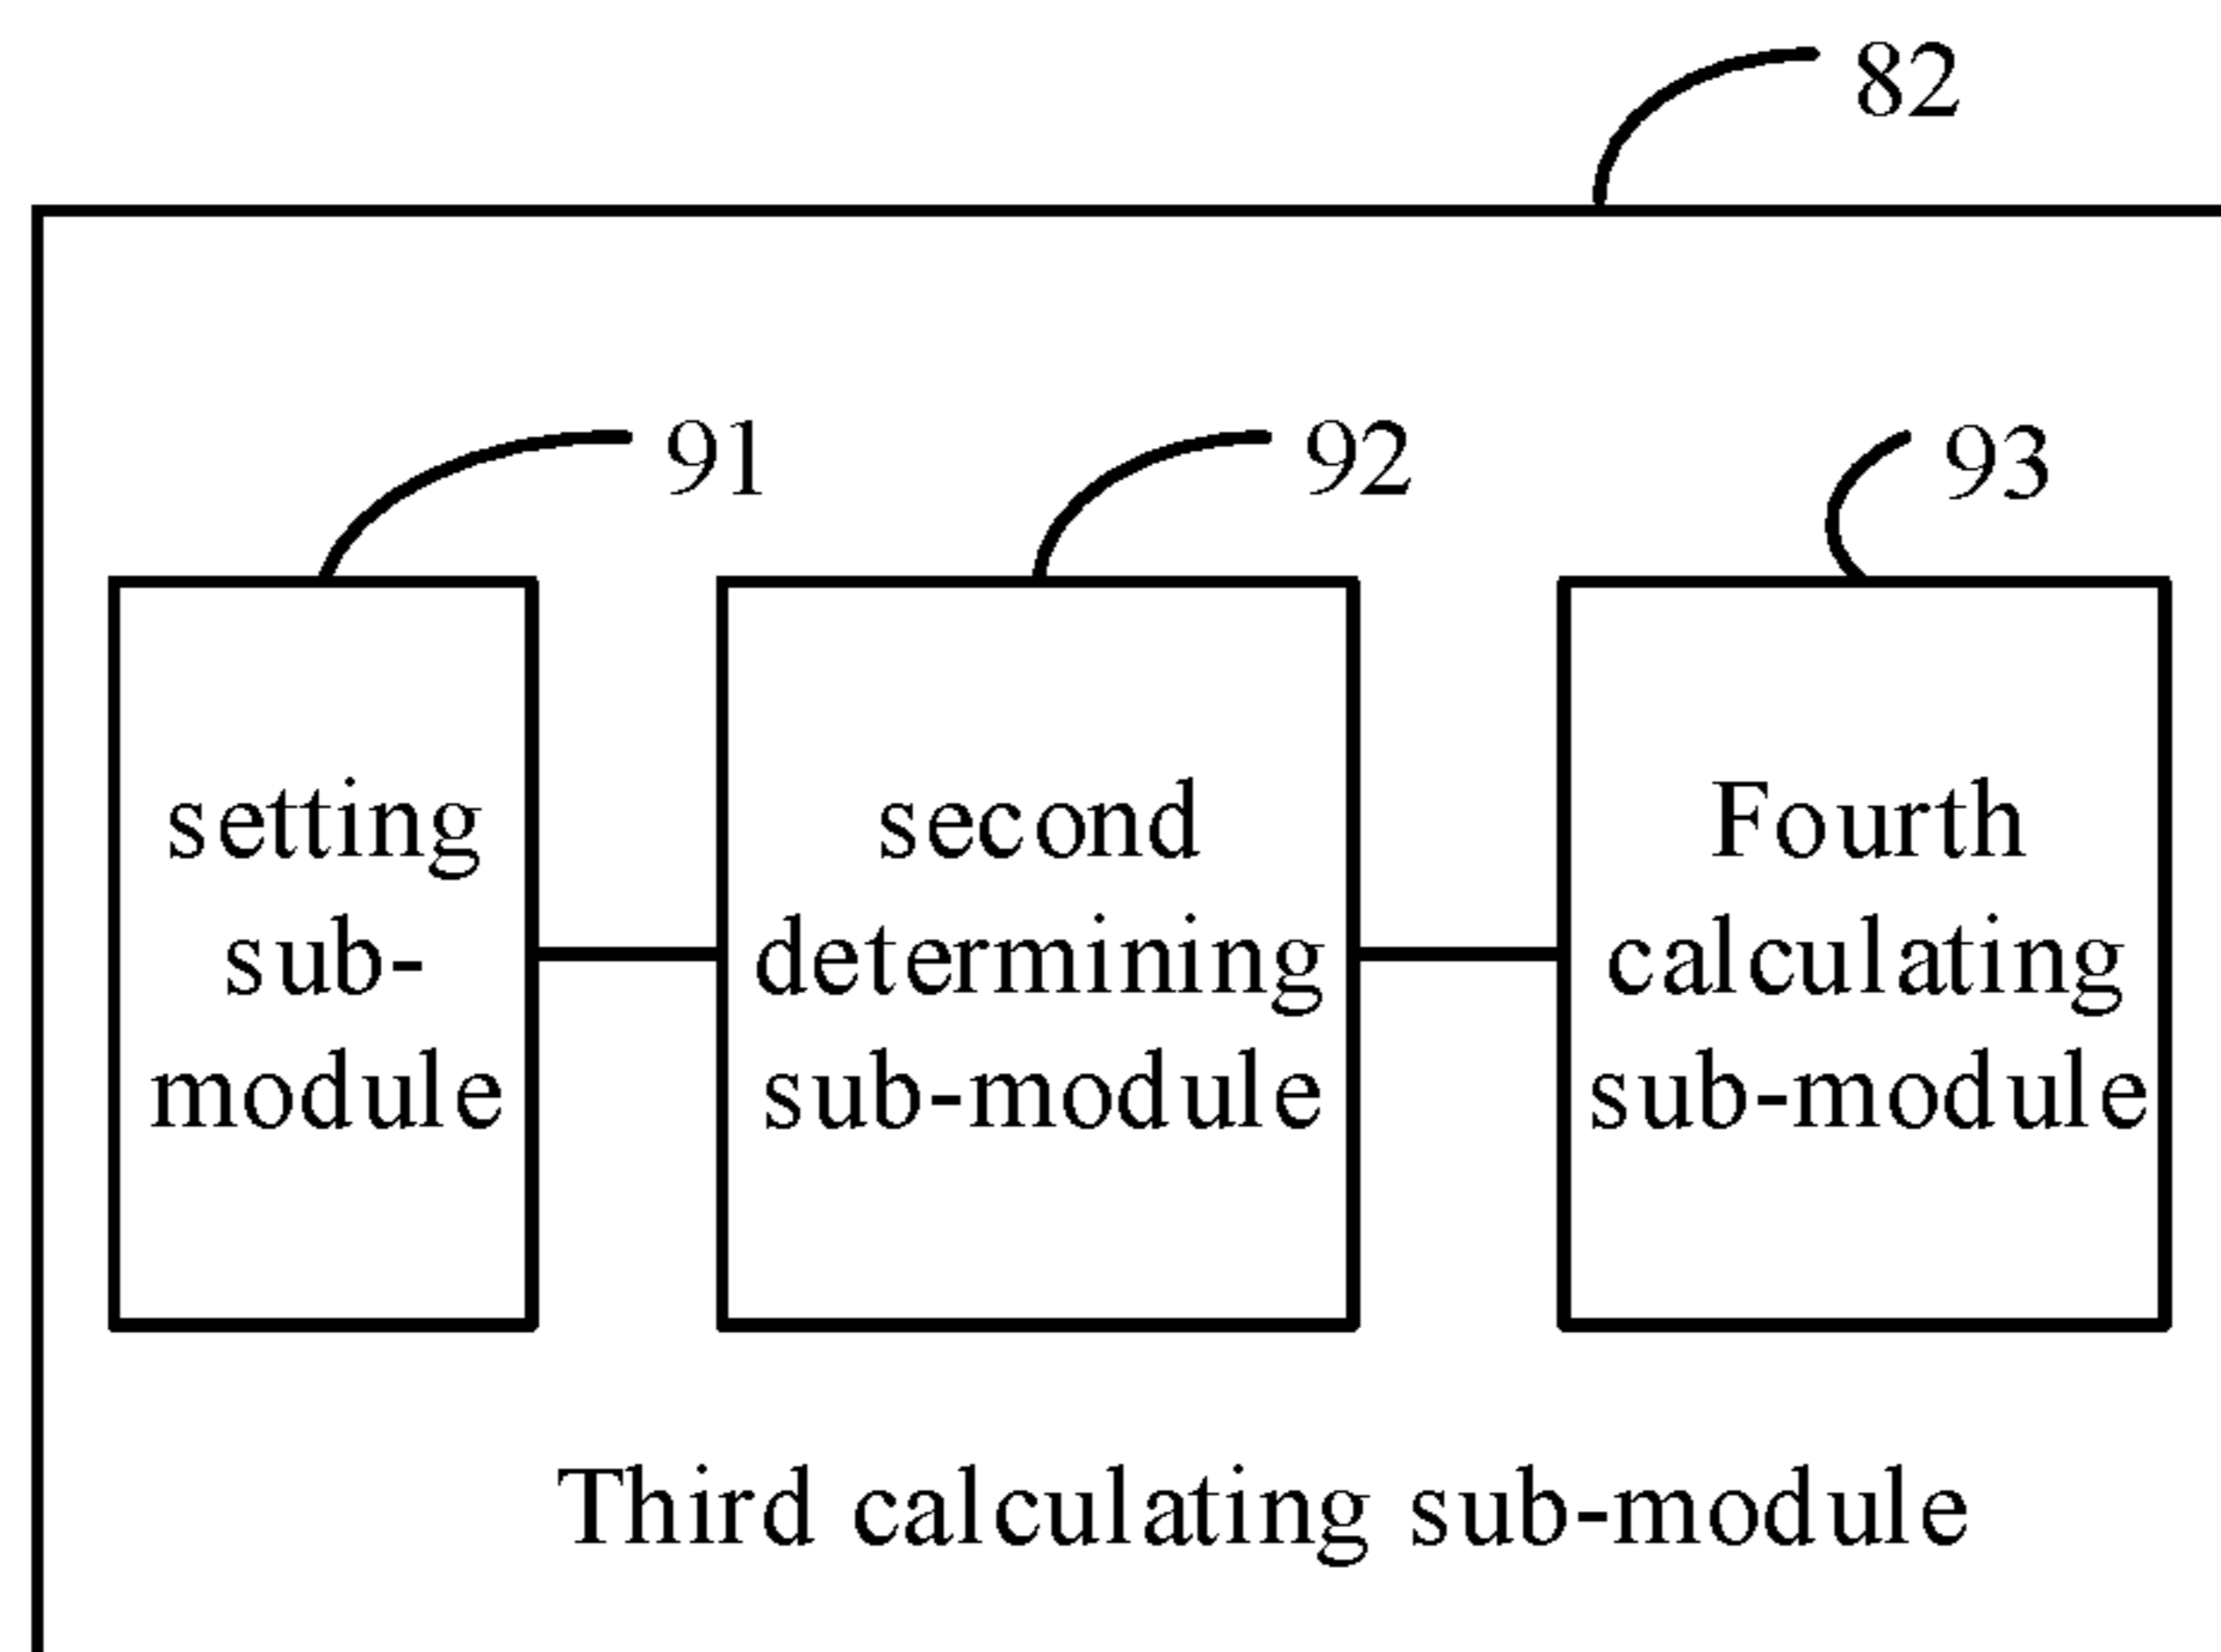 82
91
92
93
setting
sub-
module
second
determining
sub-module
Fourth
calculating
sub-module
Third calculating sub-module